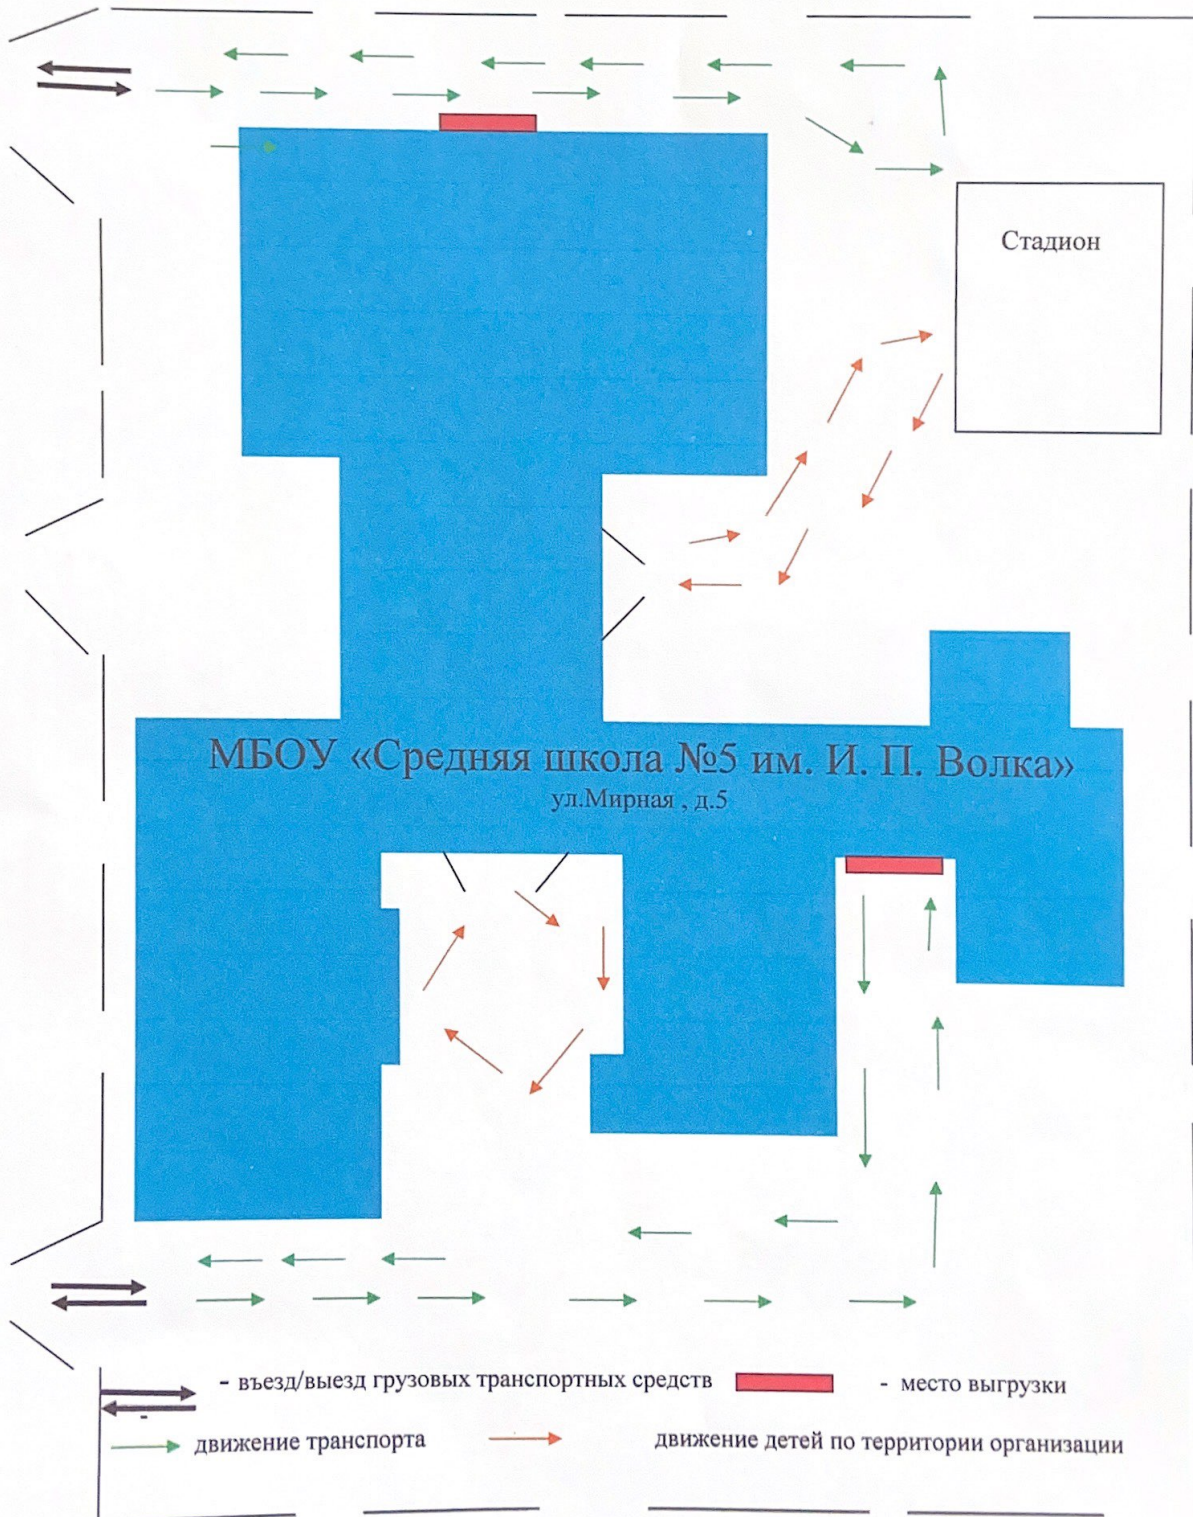 Стадион
МБОУ «Средняя школа №5 им. И. П. Волка»
ул.Мирная , д.5
- въезд/выезд грузовых транспортных средств
- место выгрузки
-
движение транспорта
движение детей по территории организации